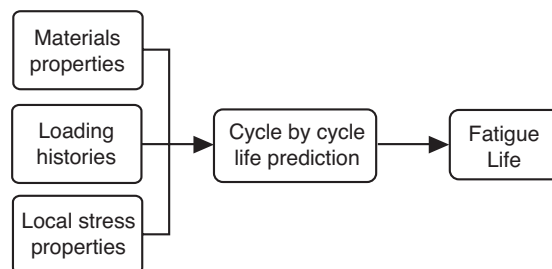 Materials
properties
Loading
histories
Local stress
properties
Cycle by cycle
life prediction
Fatigue
Life